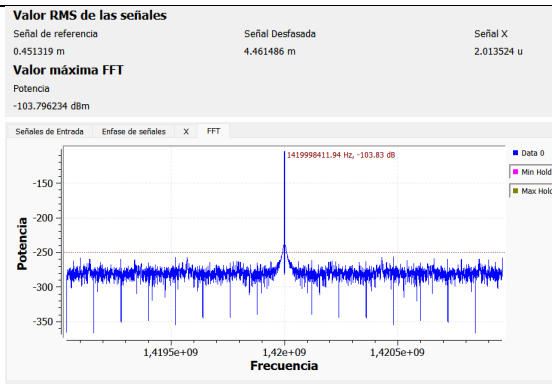 Valor RMS de las señales
Señal de referencia Señal Desfasada Señal X
0.451319 m 4.461486 m 2.013524 u
Valor máxima FFT
Potencia
-103.796234 dBm
Señales de Entrada Enfase de señales X FFT
1419998411.94 Hz, -103.83 dB
Data 0
Min Hold
Max Hold
-150
-200
-250
-300
-350
Potencia
1,4195e+09 1,42e+09 1,4205e+09
Frecuencia